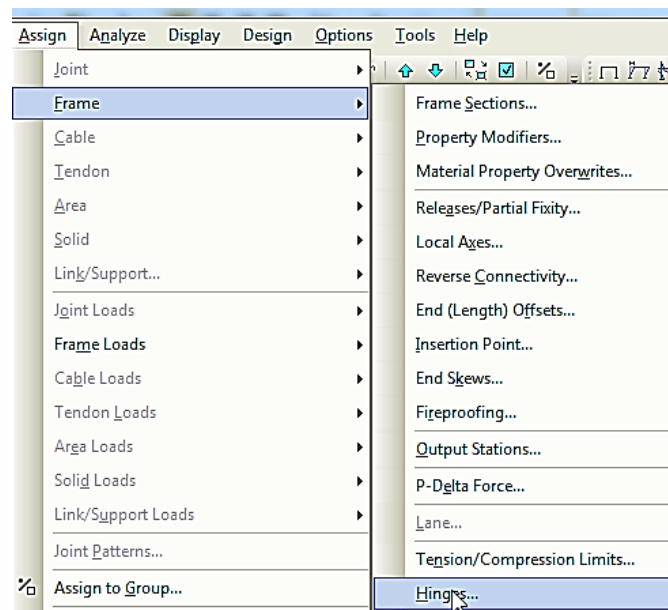 Assign Analyze Display Design Options Tools Help
Joint
Frame
Cable
Tendon
Area
Solid
Link/Support...
Joint Loads
Frame Loads
Cable Loads
Tendon Loads
Area Loads
Solid Loads
Link/Support Loads
Joint Patterns...
Assign to Group...
Frame Sections...
Property Modifiers...
Material Property Overwrites...
Releases/Partial Fixity...
Local Axes...
Reverse Connectivity...
End (Length) Offsets...
Insertion Point...
End Skews...
Fireproofing...
Output Stations...
P-Delta Force...
Lane...
Tension/Compression Limits...
Hinges...